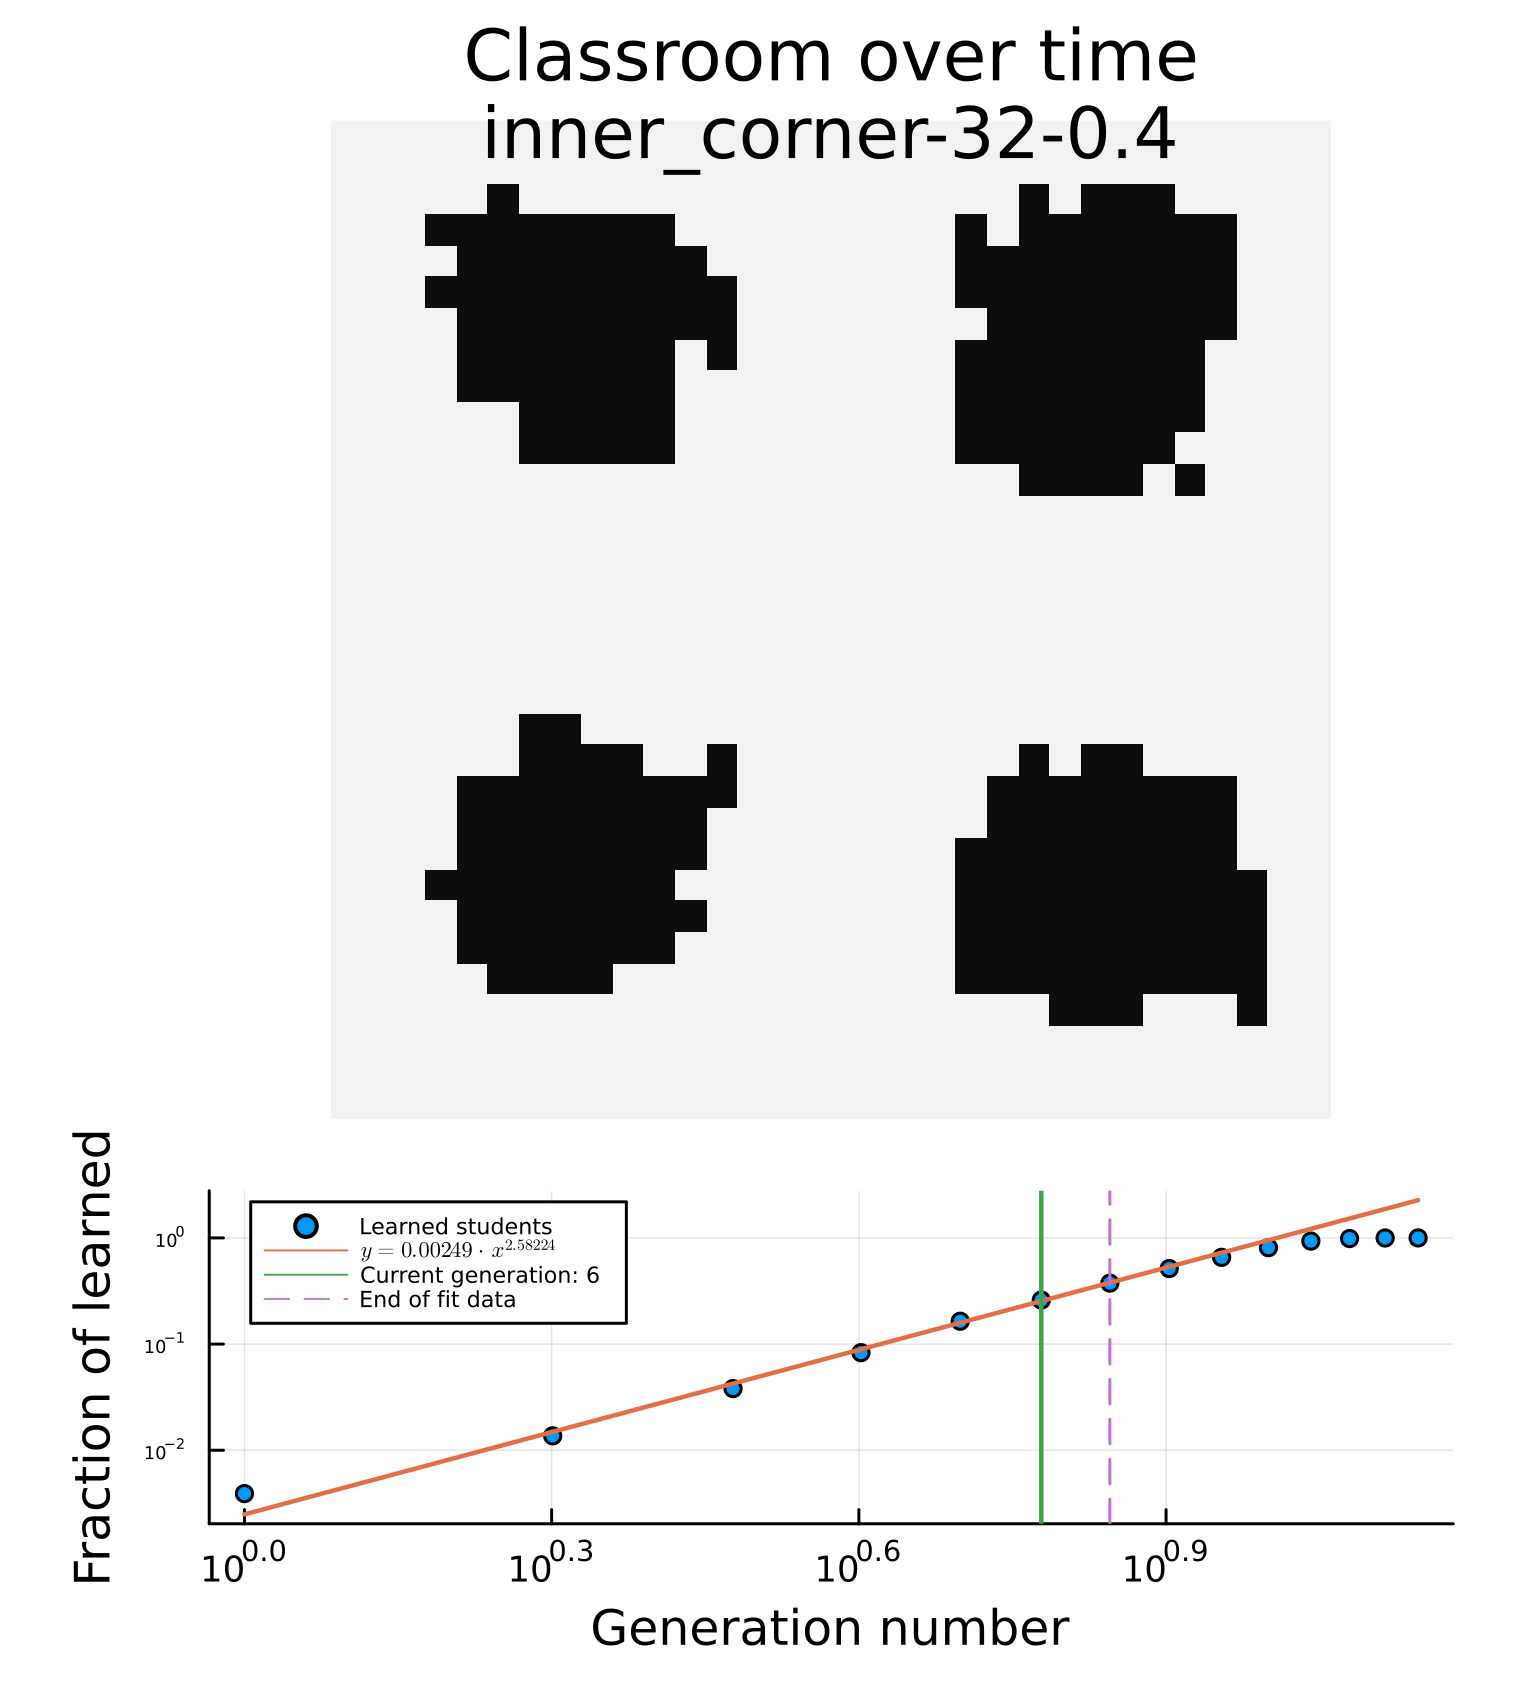 Classroom over time
inner_corner-32-0.4
Fraction of learned
10^0
10^−1
10^−2
Learned students
y = 0.00249 · x^2.58224
Current generation: 6
End of fit data
10^0.0 10^0.3 10^0.6 10^0.9
Generation number